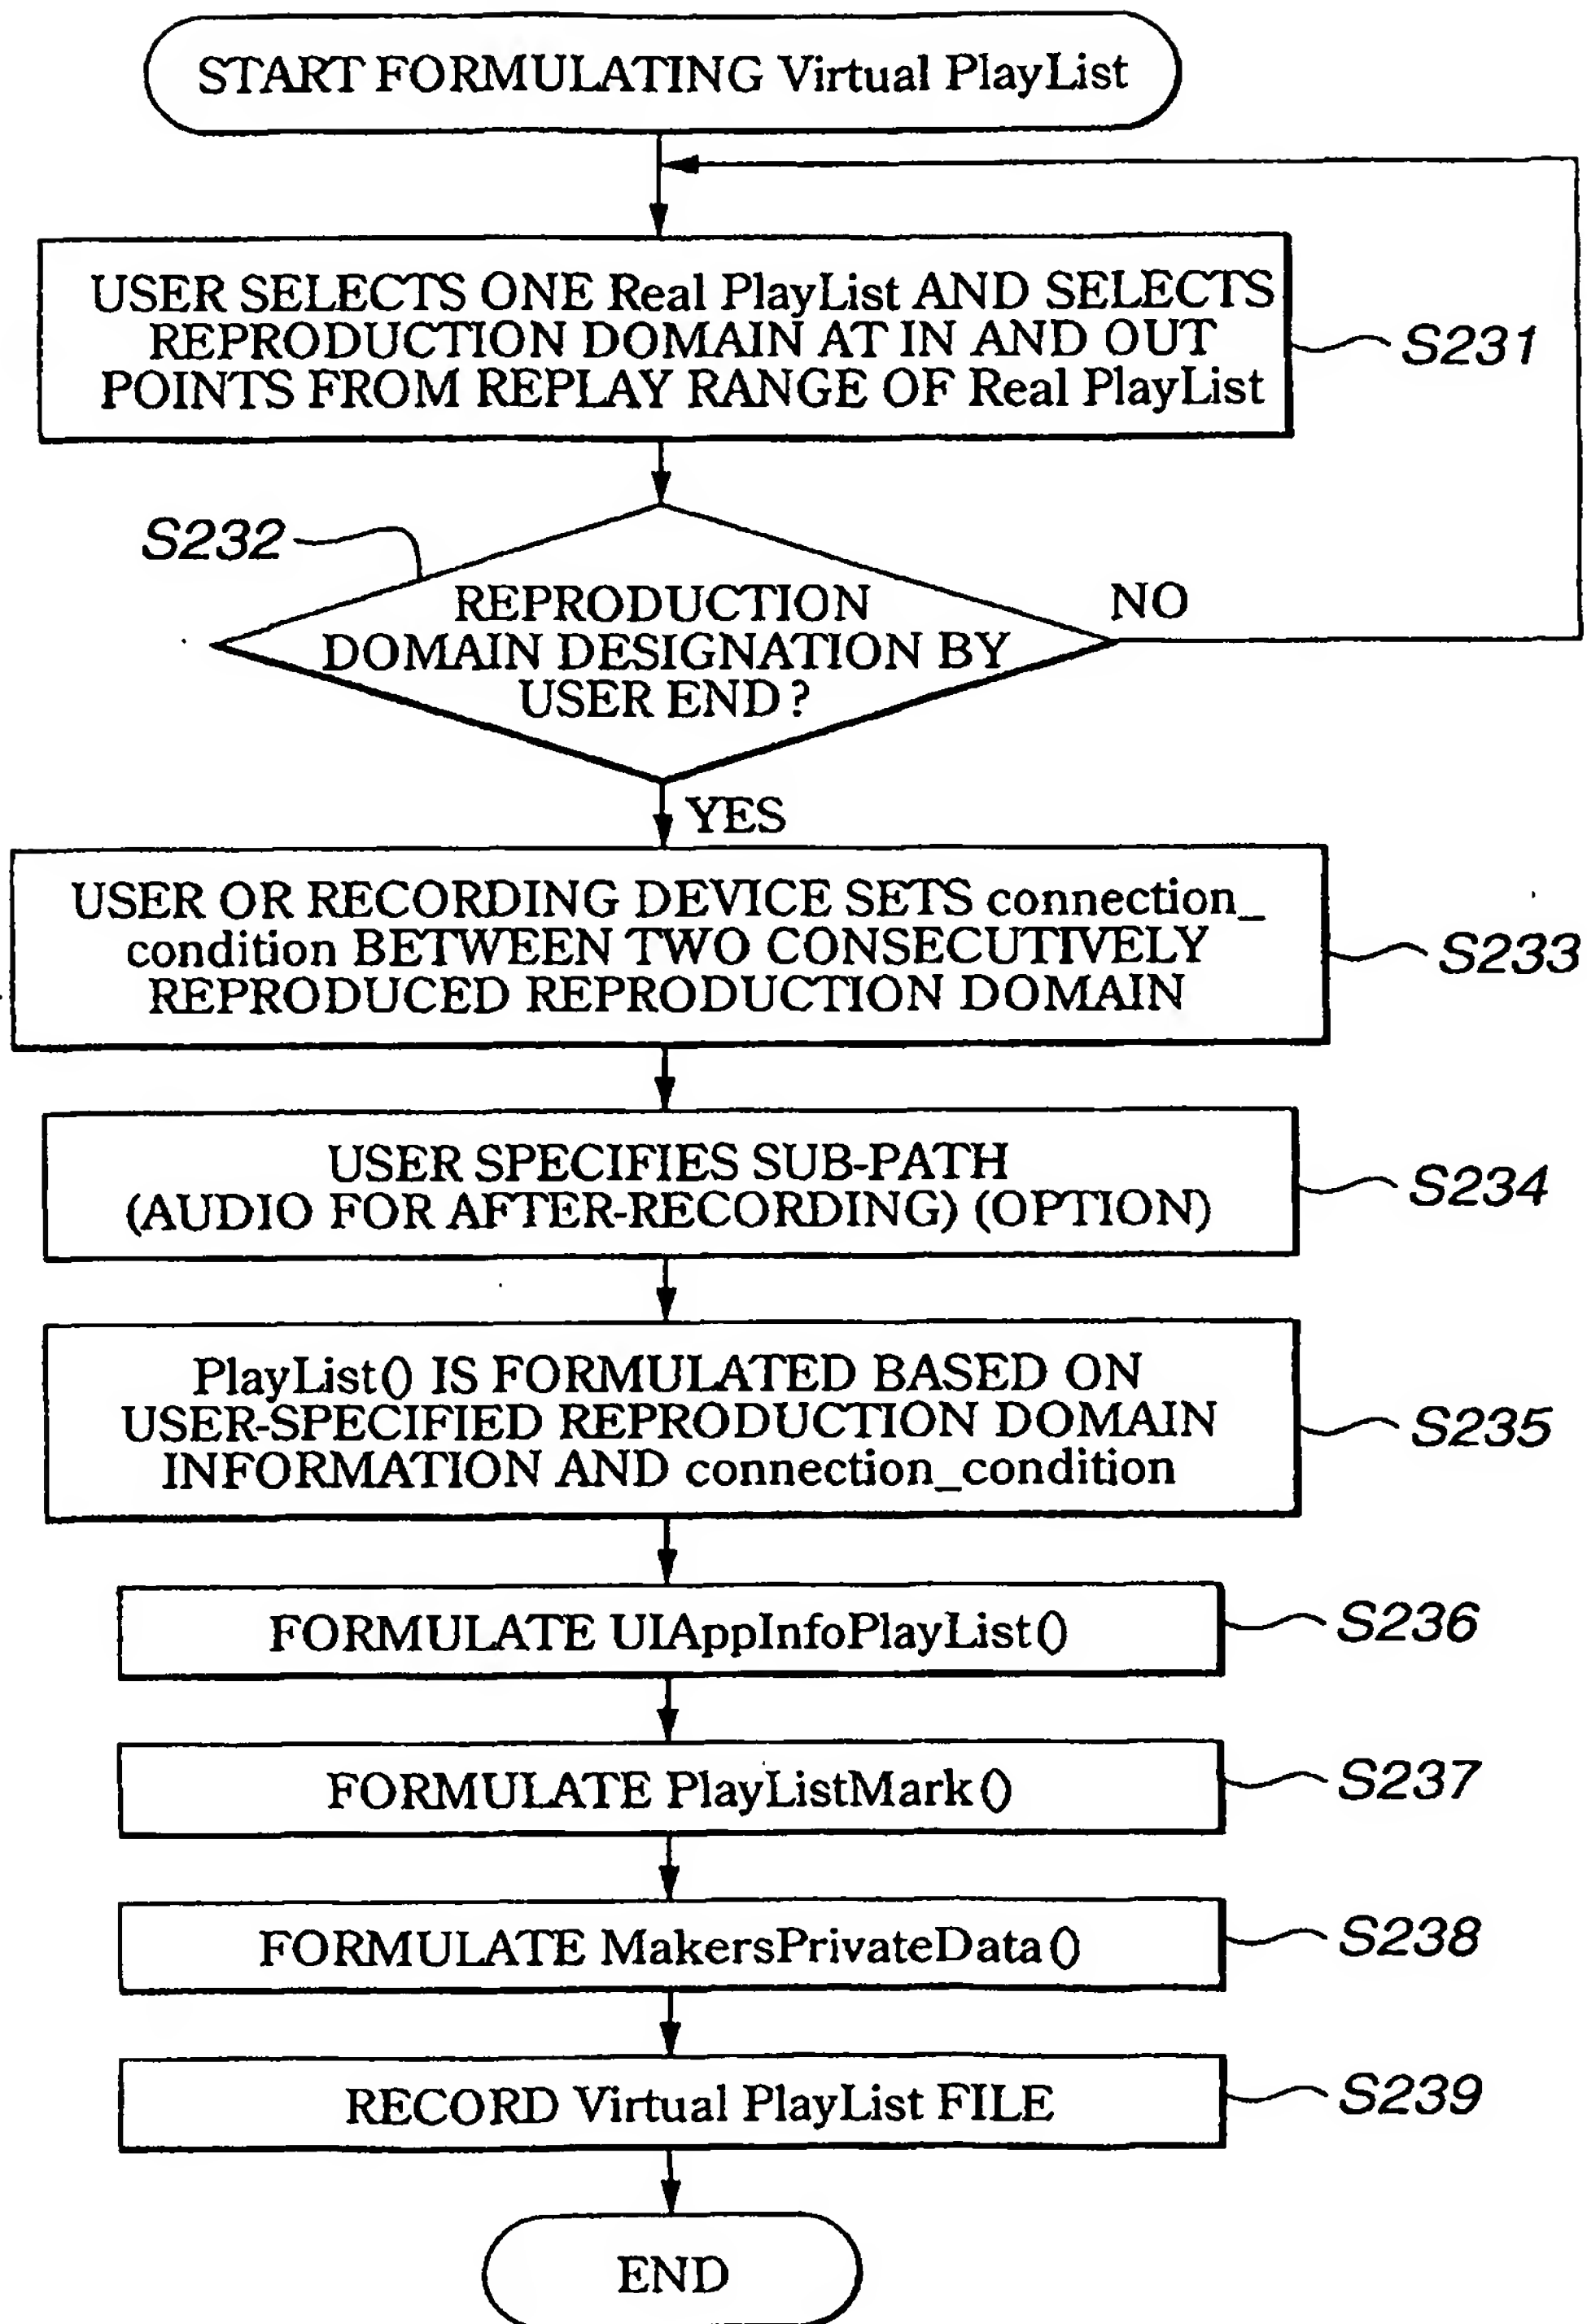 START FORMULATING Virtual PlayList
USER SELECTS ONE Real PlayList AND SELECTS
REPRODUCTION DOMAIN AT IN AND OUT
POINTS FROM REPLAY RANGE OF Real PlayList
S231
S232
REPRODUCTION
DOMAIN DESIGNATION BY
USER END?
NO
YES
USER OR RECORDING DEVICE SETS connection_
condition BETWEEN TWO CONSECUTIVELY
REPRODUCED REPRODUCTION DOMAIN
S233
USER SPECIFIES SUB-PATH
(AUDIO FOR AFTER-RECORDING) (OPTION)
S234
PlayList() IS FORMULATED BASED ON
USER-SPECIFIED REPRODUCTION DOMAIN
INFORMATION AND connection_condition
S235
FORMULATE UIAppInfoPlayList()
S236
FORMULATE PlayListMark()
S237
FORMULATE MakersPrivateData()
S238
RECORD Virtual PlayList FILE
S239
END